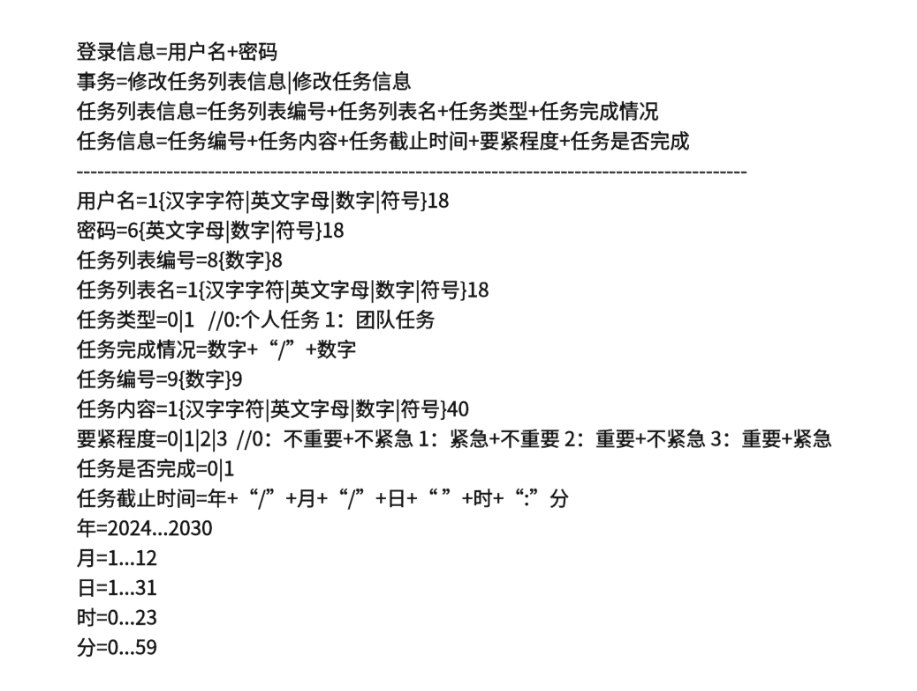 登录信息=用户名+密码
事务=修改任务列表信息|修改任务信息
任务列表信息=任务列表编号+任务列表名+任务类型+任务完成情况
任务信息=任务编号+任务内容+任务截止时间+要紧程度+任务是否完成
-------------------------------------------------------------------------------------------------
用户名=1{汉字字符|英文字母|数字|符号}18
密码=6{英文字母|数字|符号}18
任务列表编号=8{数字}8
任务列表名=1{汉字字符|英文字母|数字|符号}18
任务类型=0|1 //0:个人任务 1：团队任务
任务完成情况=数字+“/”+数字
任务编号=9{数字}9
任务内容=1{汉字字符|英文字母|数字|符号}40
要紧程度=0|1|2|3 //0：不重要+不紧急 1：紧急+不重要 2：重要+不紧急 3：重要+紧急
任务是否完成=0|1
任务截止时间=年+“/”+月+“/”+日+“ ”+时+“:”分
年=2024...2030
月=1...12
日=1...31
时=0...23
分=0...59